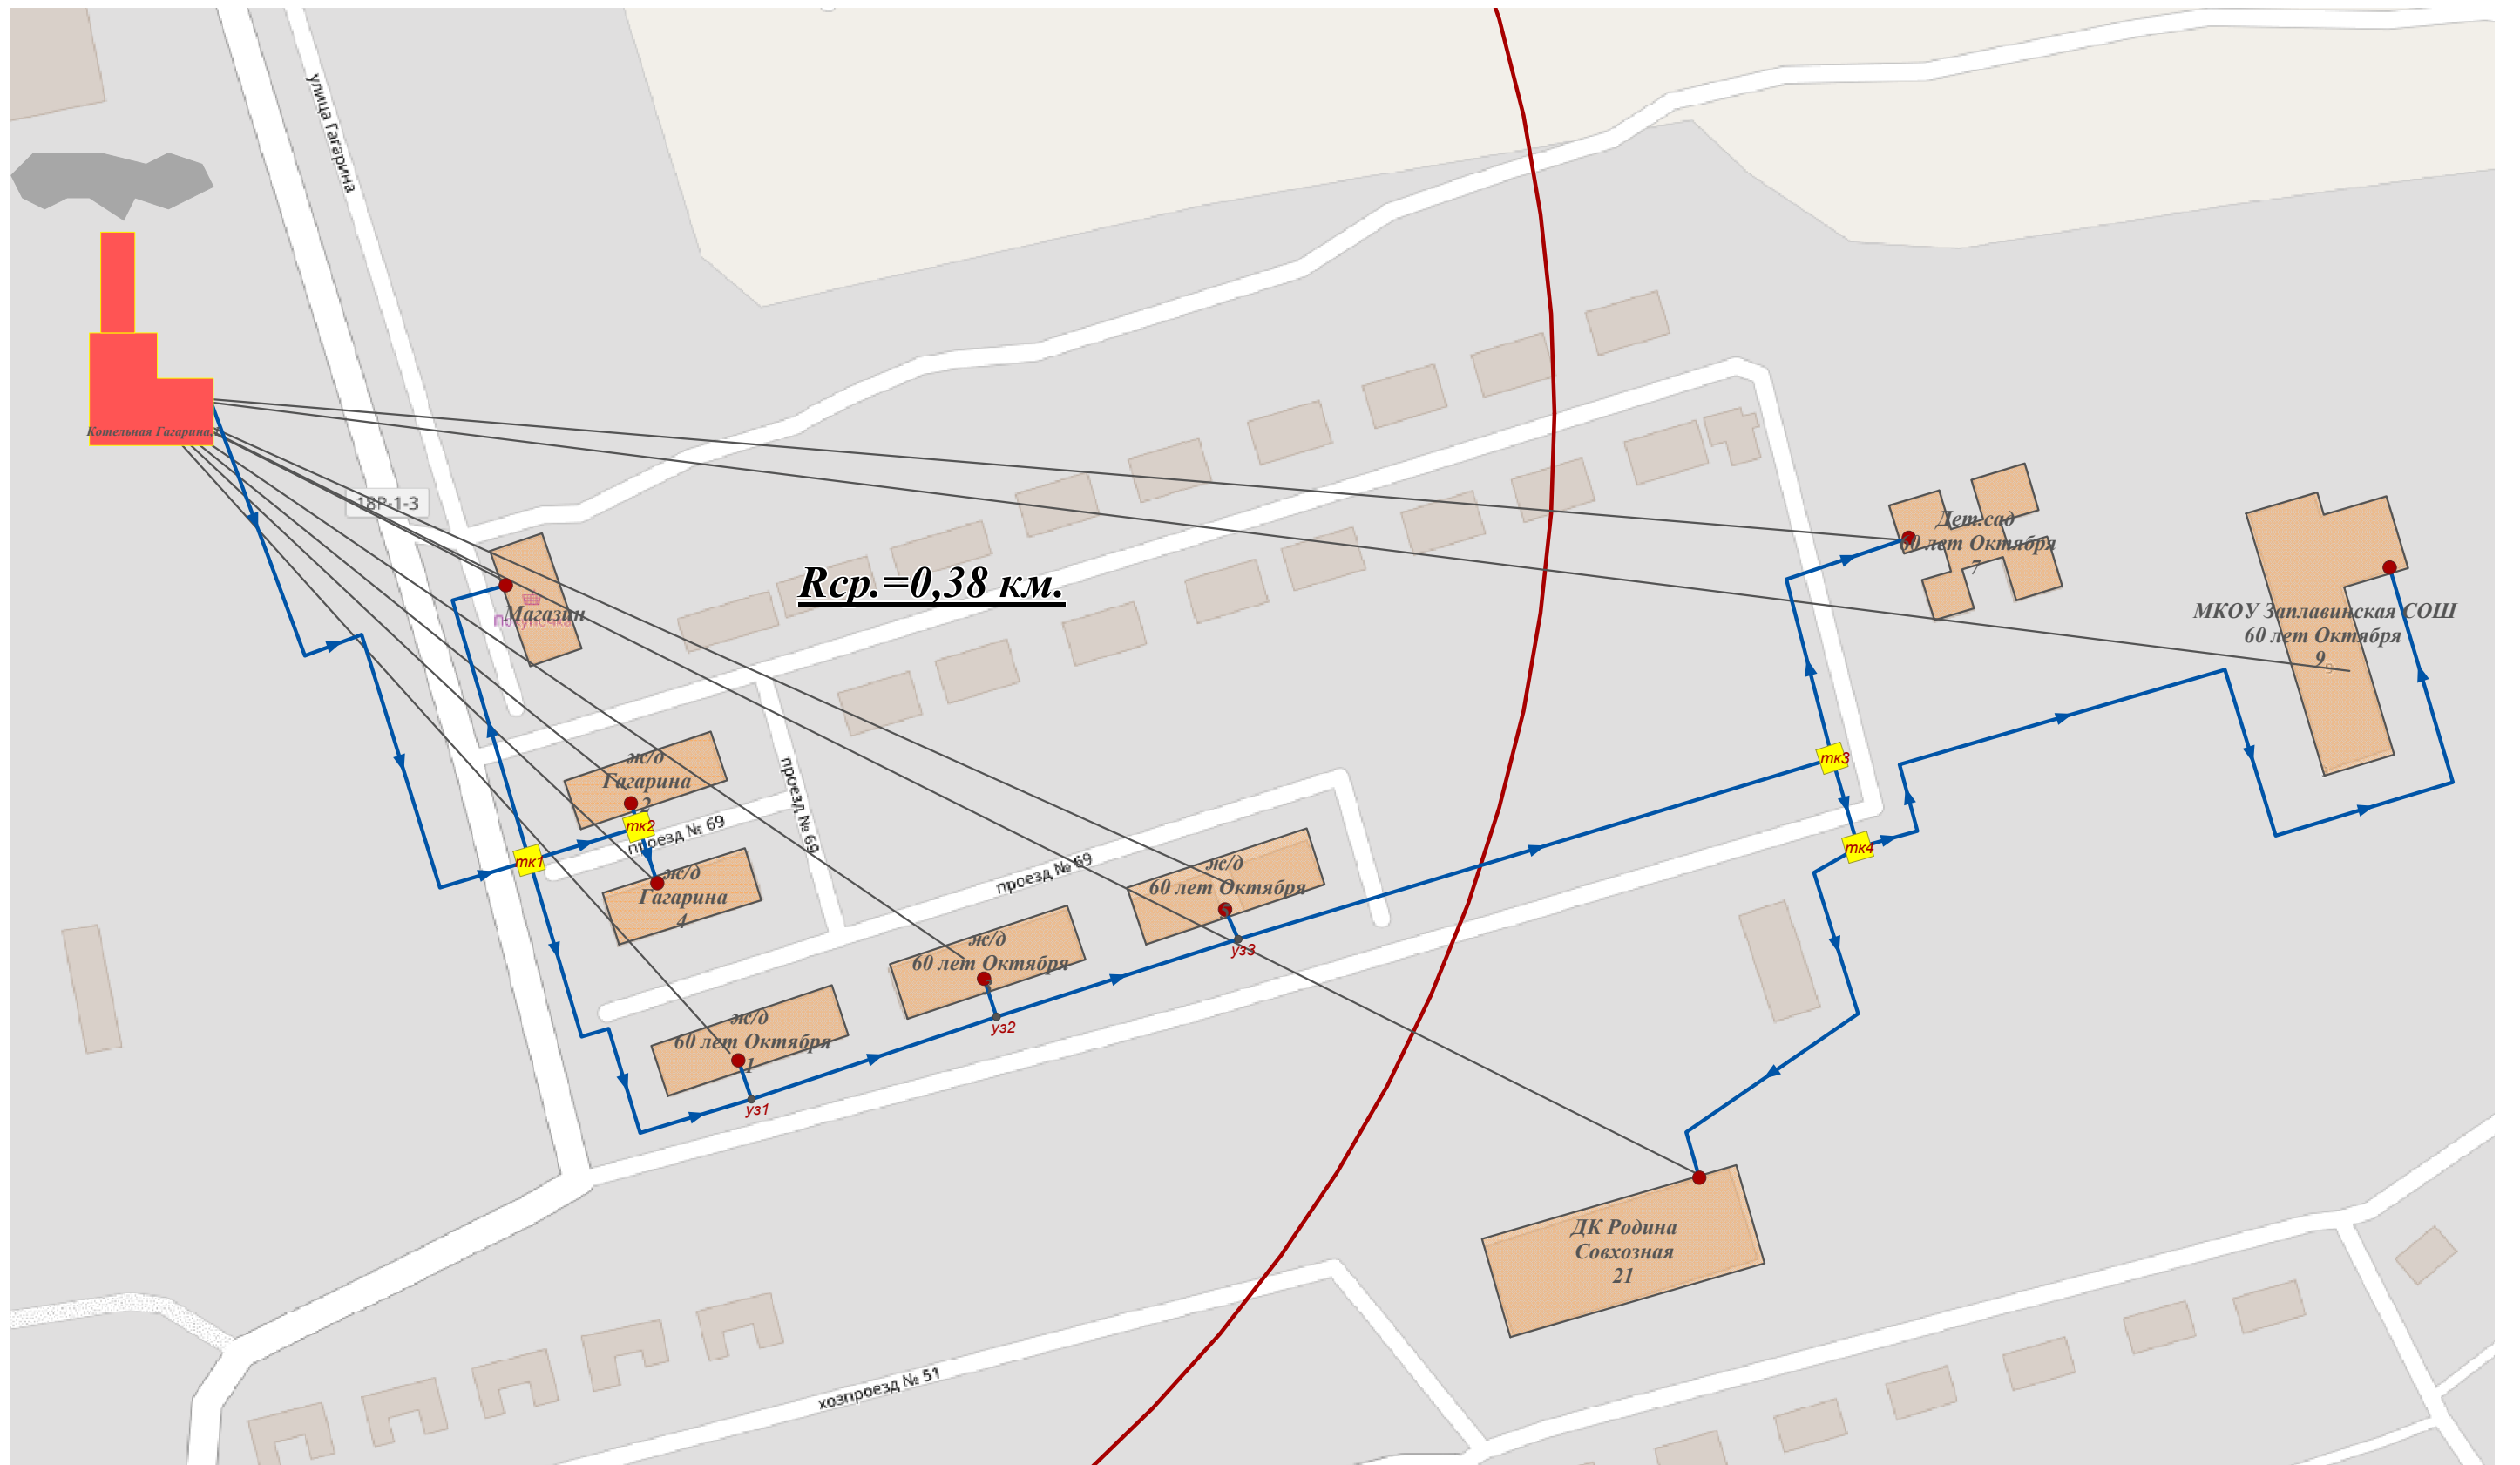 улица Гагарина
Котельная Гагарина
18Р-1-3
Rср.=0,38 км.
Магазин
Дет.сад
60 лет Октября
7
МКОУ Заплавинская СОШ
60 лет Октября
9
9
ж/д
Гагарина
2
тк3
тк2
проезд № 69
проезд № 69
тк1
тк4
ж/д
Гагарина
4
проезд № 69
ж/д
60 лет Октября
5
уз3
ж/д
60 лет Октября
уз2
ж/д
60 лет Октября
1
уз1
ДК Родина
Совхозная
21
хозпроезд № 51